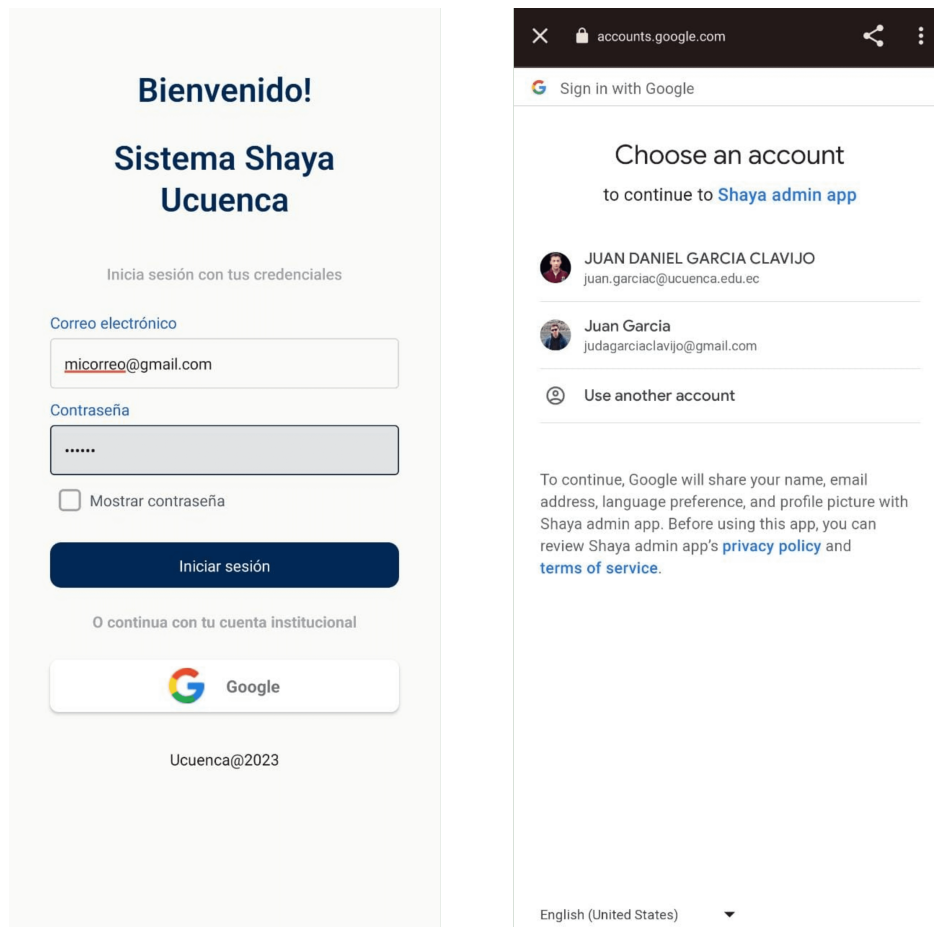 Bienvenido!
Sistema Shaya
Ucuenca
Inicia sesión con tus credenciales
Correo electrónico
micorreo@gmail.com
Contraseña
••••••
Mostrar contraseña
Iniciar sesión
O continua con tu cuenta institucional
Google
Ucuenca@2023
accounts.google.com
Sign in with Google
Choose an account
to continue to Shaya admin app
JUAN DANIEL GARCIA CLAVIJO
juan.garciac@ucuenca.edu.ec
Juan Garcia
judagarciaclavijo@gmail.com
Use another account
To continue, Google will share your name, email
address, language preference, and profile picture with
Shaya admin app. Before using this app, you can
review Shaya admin app's privacy policy and
terms of service.
English (United States)